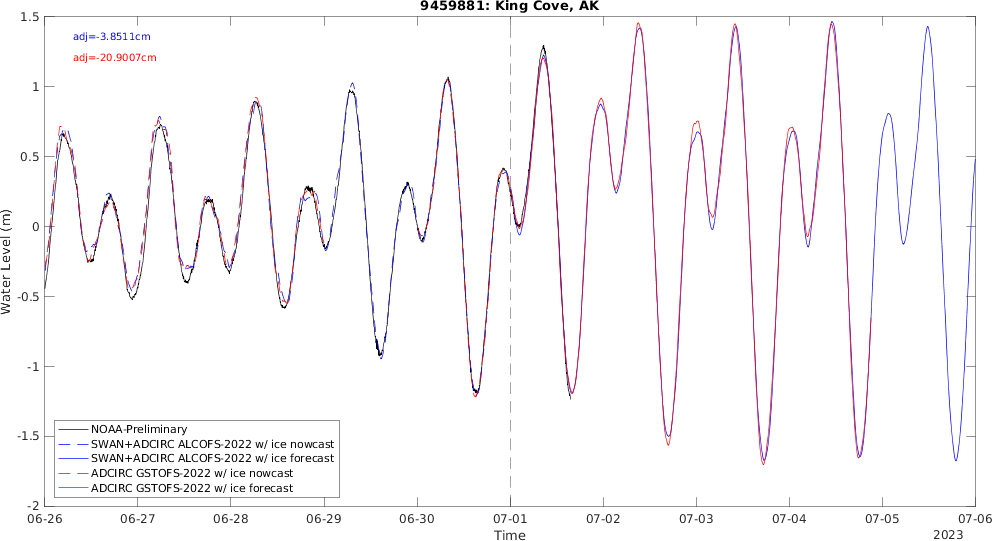 9459881: King Cove, AK
adj=-3.8511cm
adj=-20.9007cm
1.5
1
0.5
0
-0.5
-1
-1.5
-2
Water Level (m)
NOAA-Preliminary
SWAN+ADCIRC ALCOFS-2022 w/ ice nowcast
SWAN+ADCIRC ALCOFS-2022 w/ ice forecast
ADCIRC GSTOFS-2022 w/ ice nowcast
ADCIRC GSTOFS-2022 w/ ice forecast
06-26 06-27 06-28 06-29 06-30 07-01 07-02 07-03 07-04 07-05 07-06
Time
2023